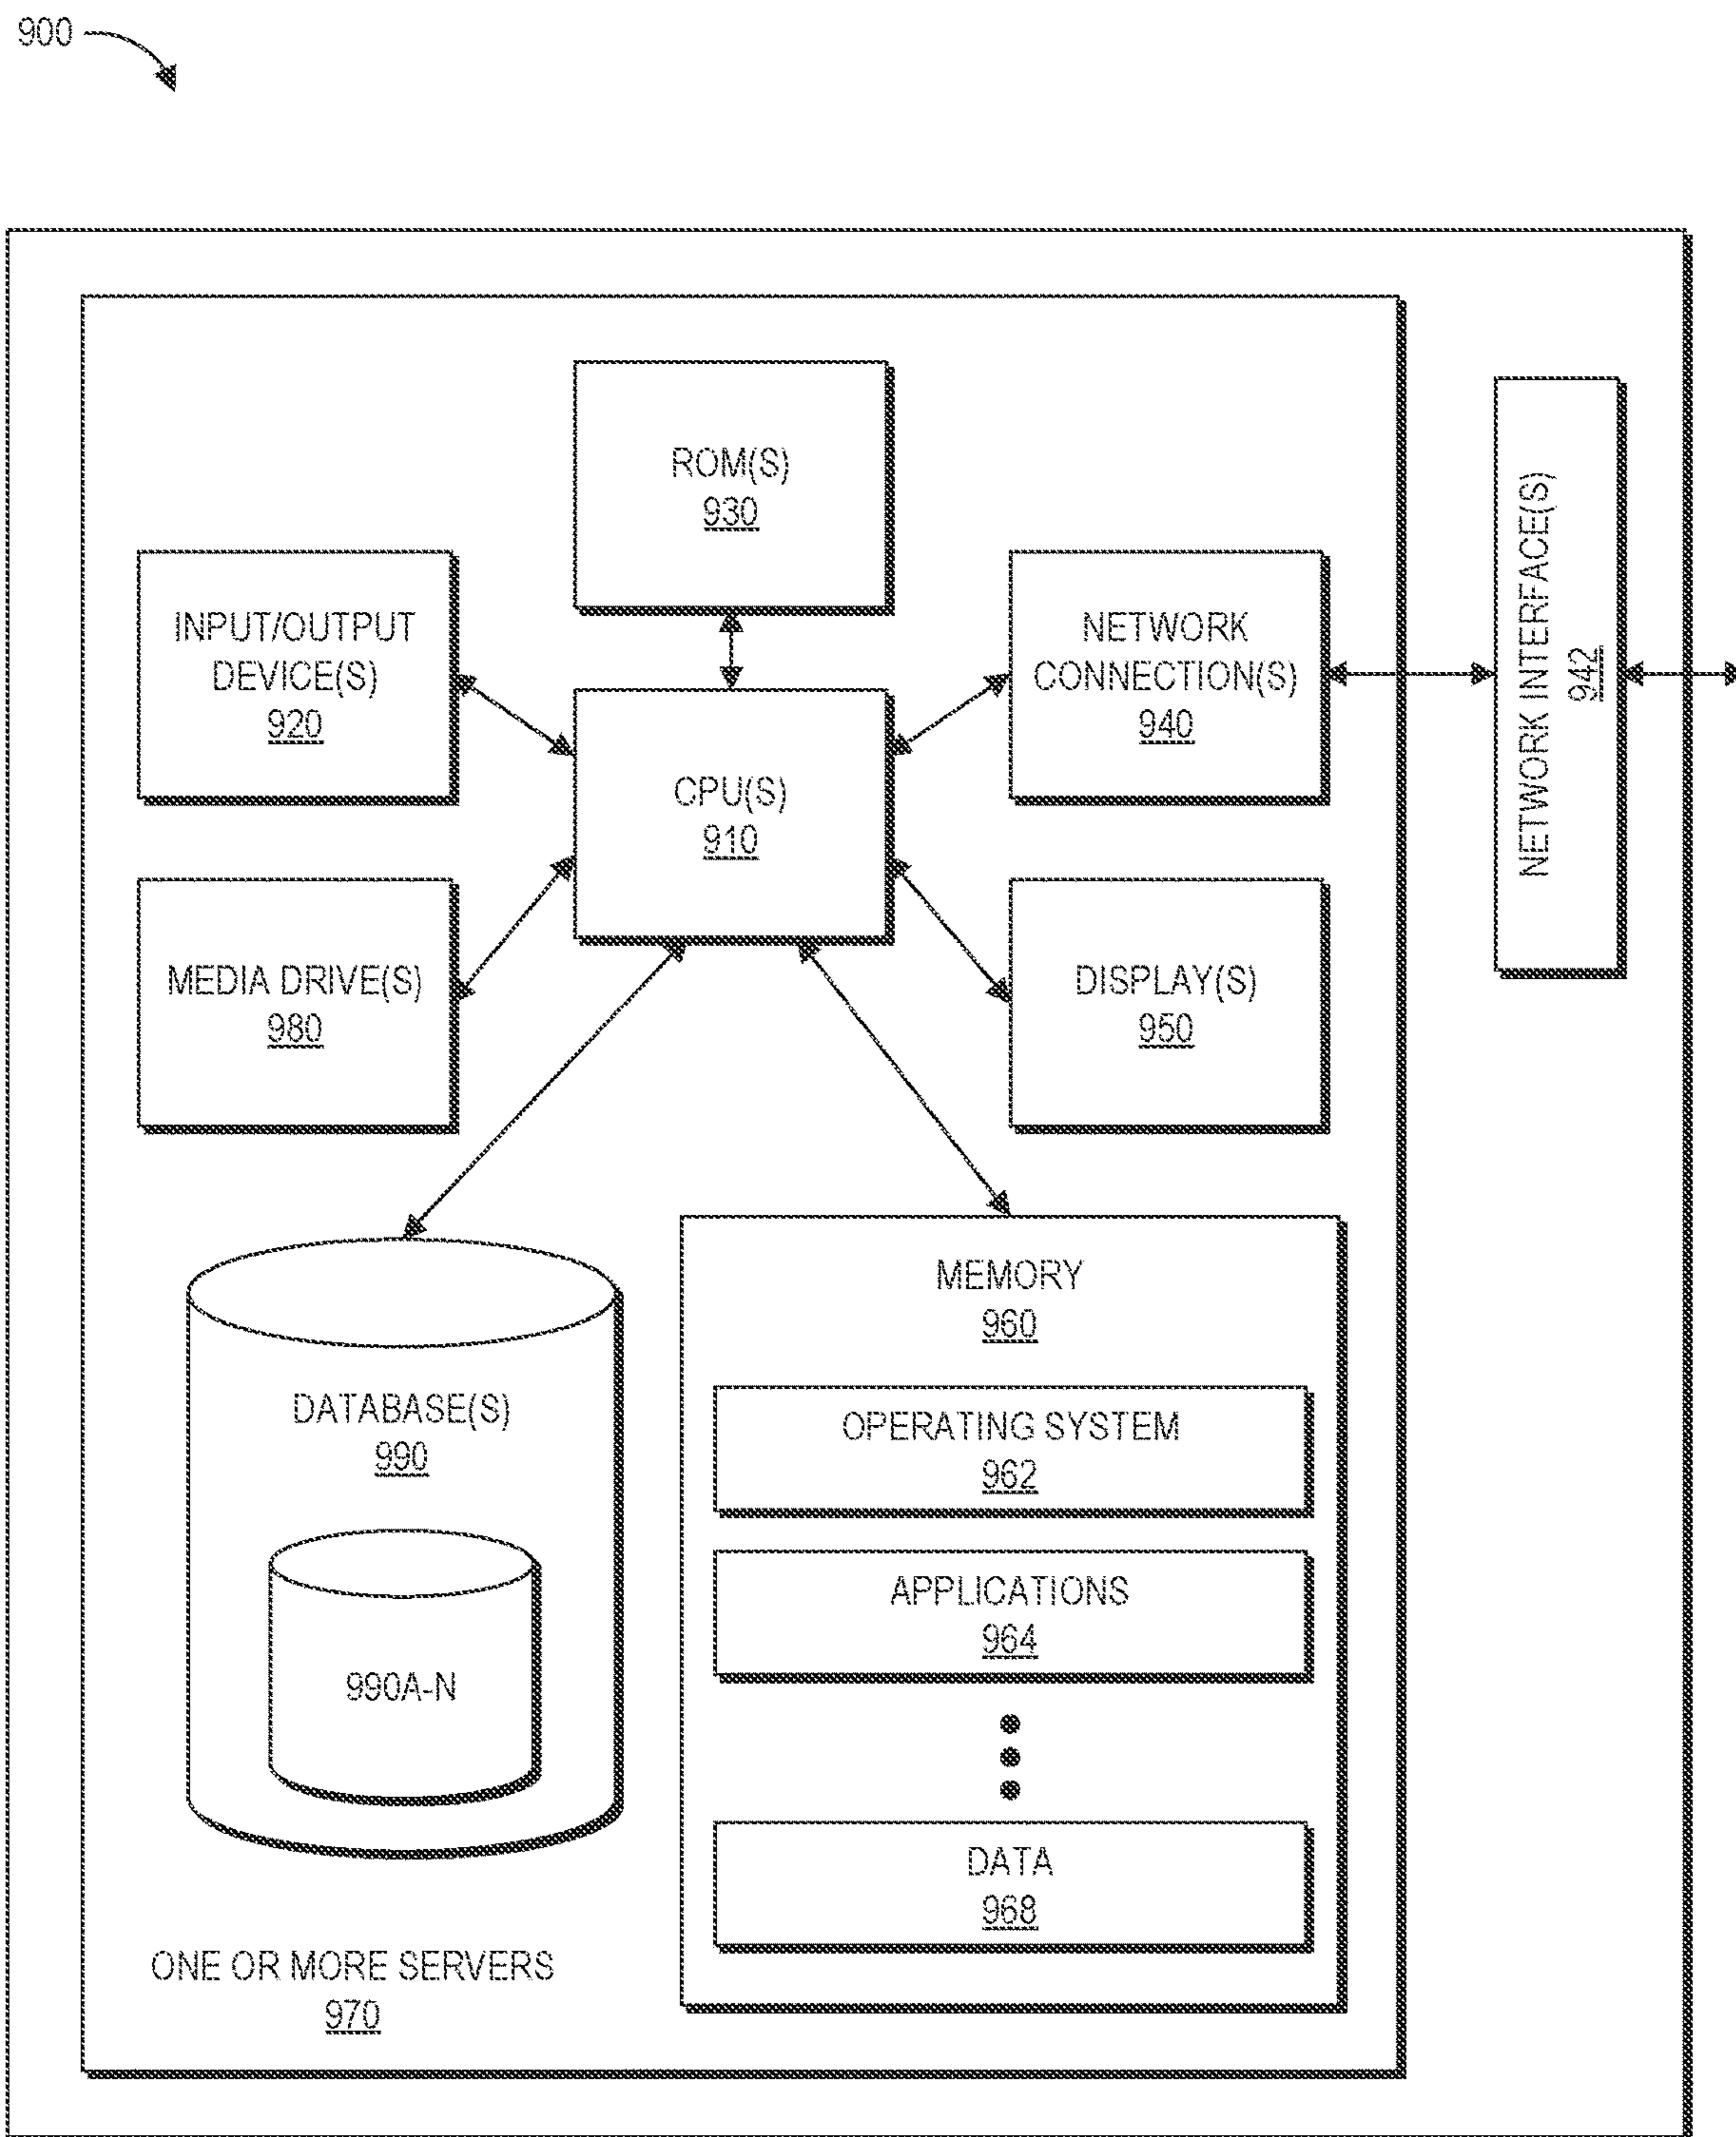 900
ROM(S)
930
INPUT/OUTPUT
DEVICE(S)
920
NETWORK
CONNECTION(S)
940
NETWORK INTERFACE(S)
942
CPU(S)
910
MEDIA DRIVE(S)
980
DISPLAY(S)
950
DATABASE(S)
990
990A-N
MEMORY
960
OPERATING SYSTEM
962
APPLICATIONS
964
DATA
968
ONE OR MORE SERVERS
970